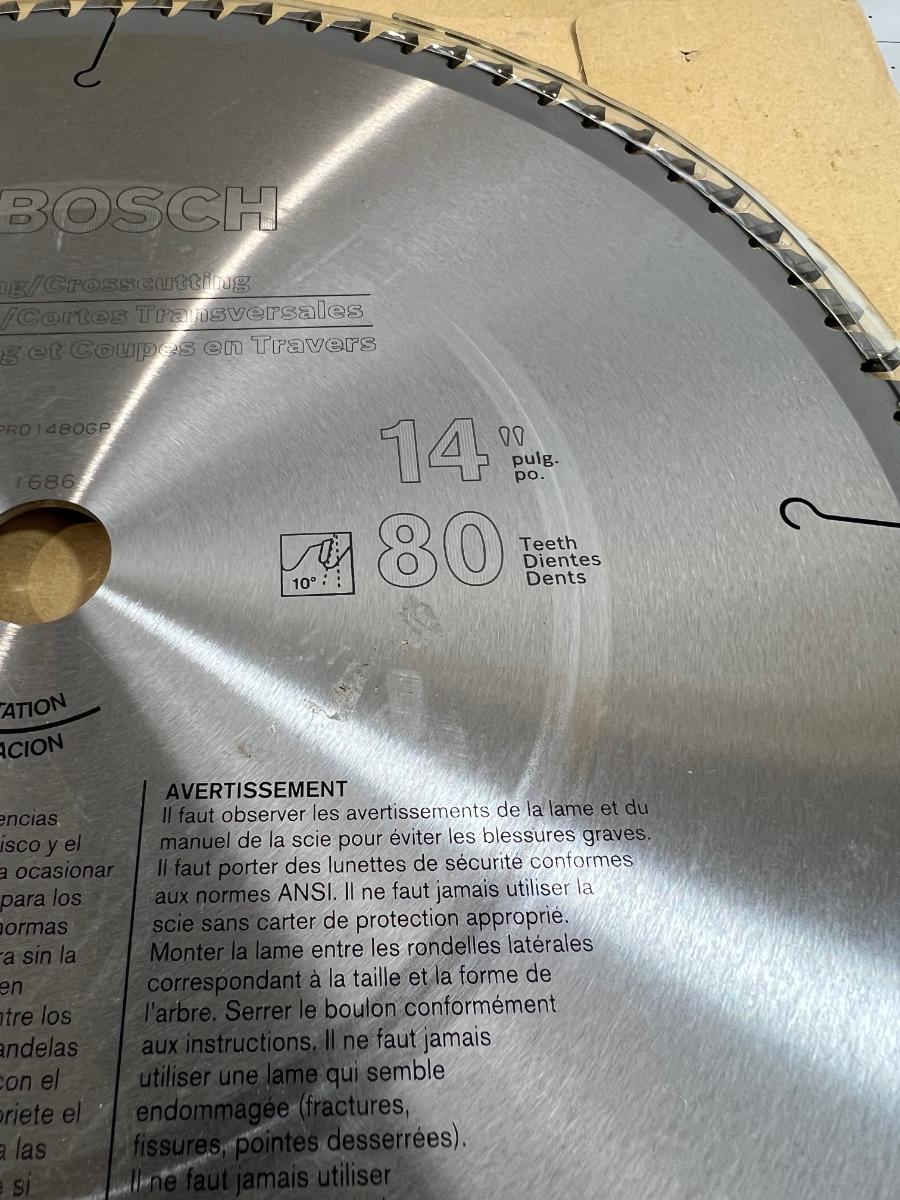 BOSCH
ng/Crosscutting
/Cortes Transversales
g et Coupes en Travers
PRO1480GP
1686
14 "
pulg.
po.
10°
80
Teeth
Dientes
Dents
TATION
ACION
encias
isco y el
a ocasionar
para los
normas
ra sin la
en
ntre los
andelas
con el
oriete el
a las
si
AVERTISSEMENT
Il faut observer les avertissements de la lame et du
manuel de la scie pour éviter les blessures graves.
Il faut porter des lunettes de sécurité conformes
aux normes ANSI. Il ne faut jamais utiliser la
scie sans carter de protection approprié.
Monter la lame entre les rondelles latérales
correspondant à la taille et la forme de
l'arbre. Serrer le boulon conformément
aux instructions. Il ne faut jamais
utiliser une lame qui semble
endommagée (fractures,
fissures, pointes desserrées).
Il ne faut jamais utiliser